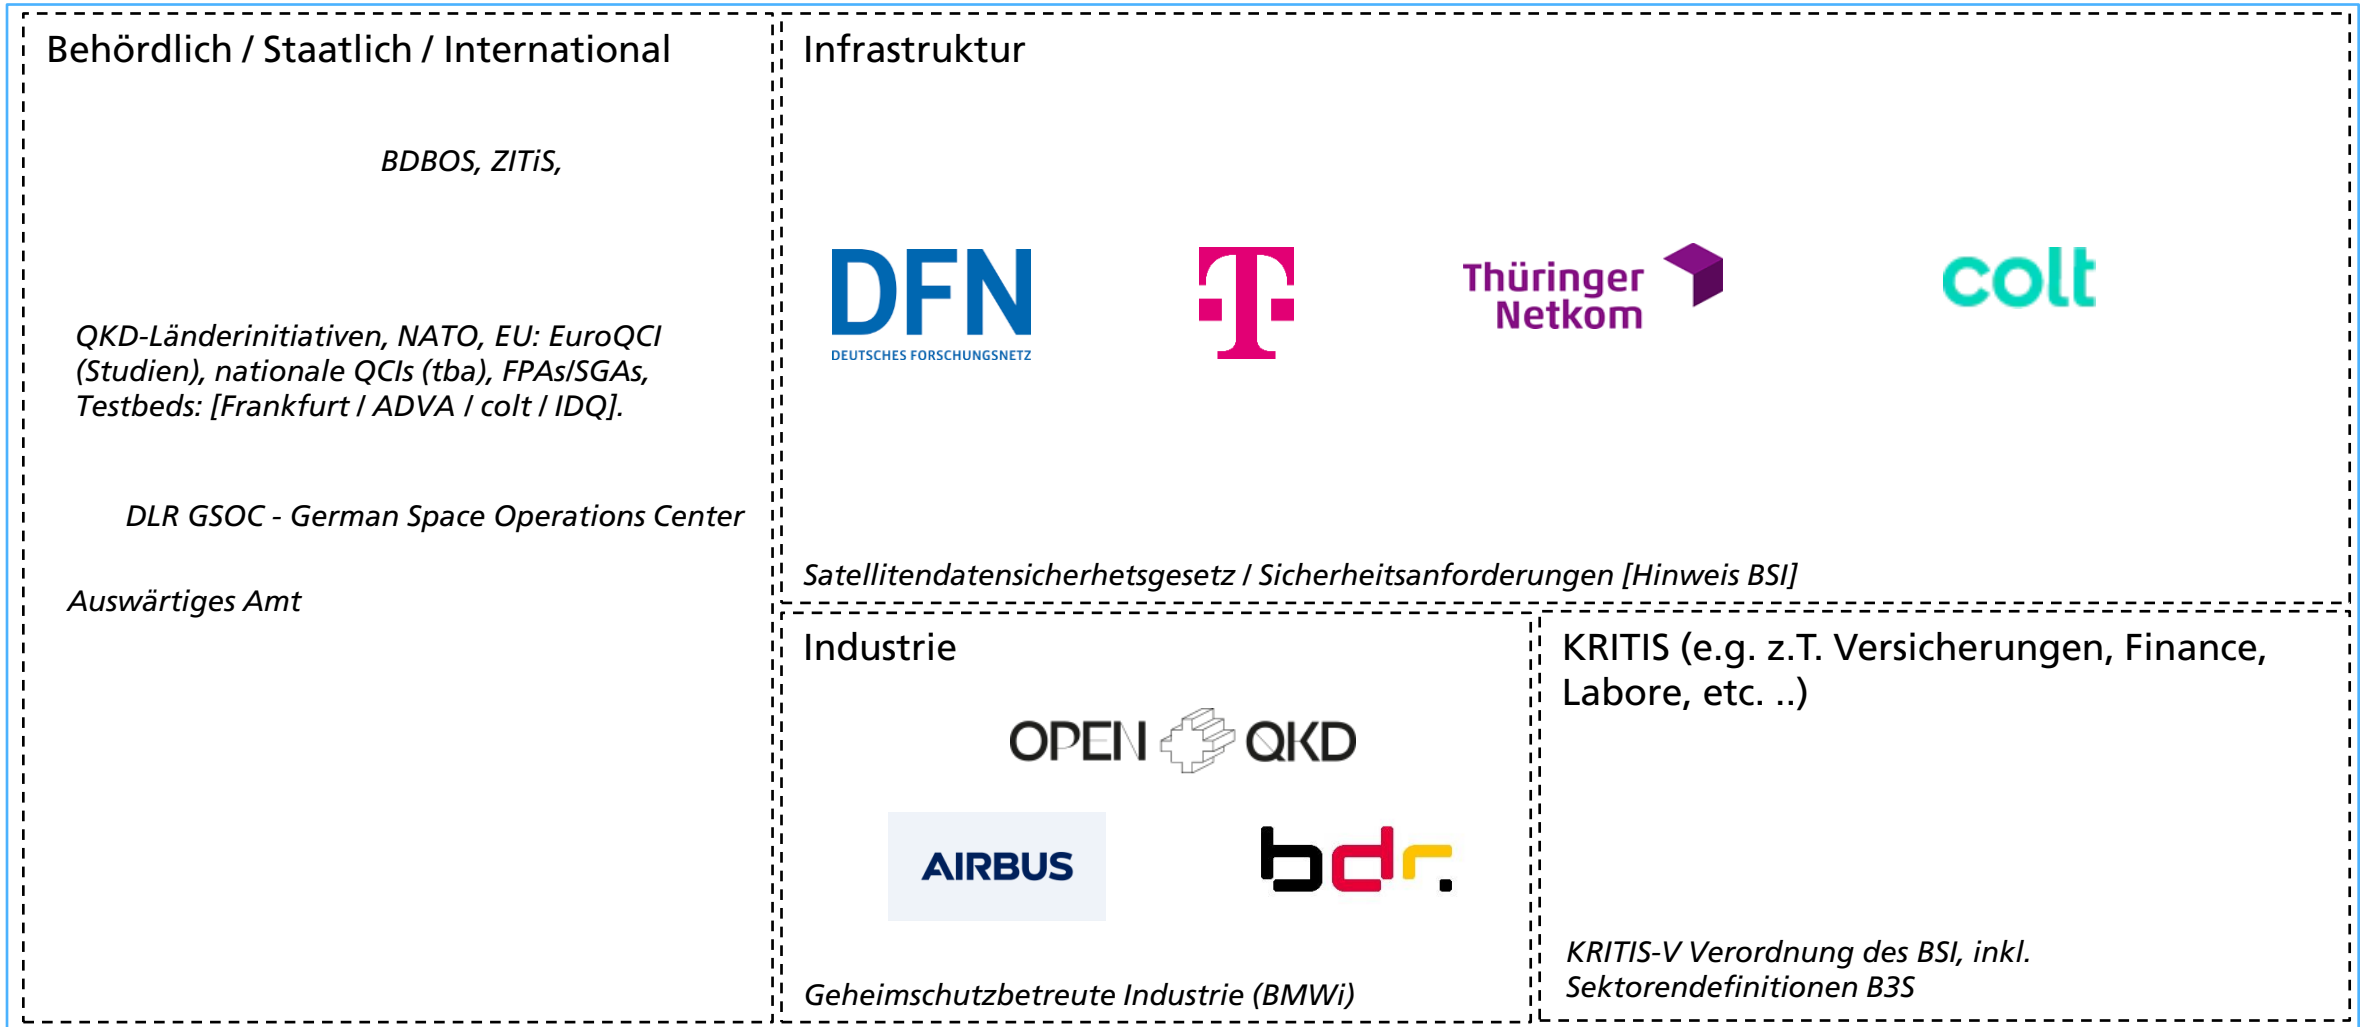 Behördlich / Staatlich / International
BDBOS, ZITiS,
QKD-Länderinitiativen, NATO, EU: EuroQCI
(Studien), nationale QCIs (tba), FPAs/SGAs,
Testbeds: [Frankfurt / ADVA / colt / IDQ].
DLR GSOC - German Space Operations Center
Auswärtiges Amt
Infrastruktur
DFN
DEUTSCHES FORSCHUNGSNETZ
T
Thüringer
Netkom
colt
Satellitendatensicherhetsgesetz / Sicherheitsanforderungen [Hinweis BSI]
Industrie
OPEN QKD
AIRBUS
bdr.
Geheimschutzbetreute Industrie (BMWi)
KRITIS (e.g. z.T. Versicherungen, Finance,
Labore, etc. ..)
KRITIS-V Verordnung des BSI, inkl.
Sektorendefinitionen B3S